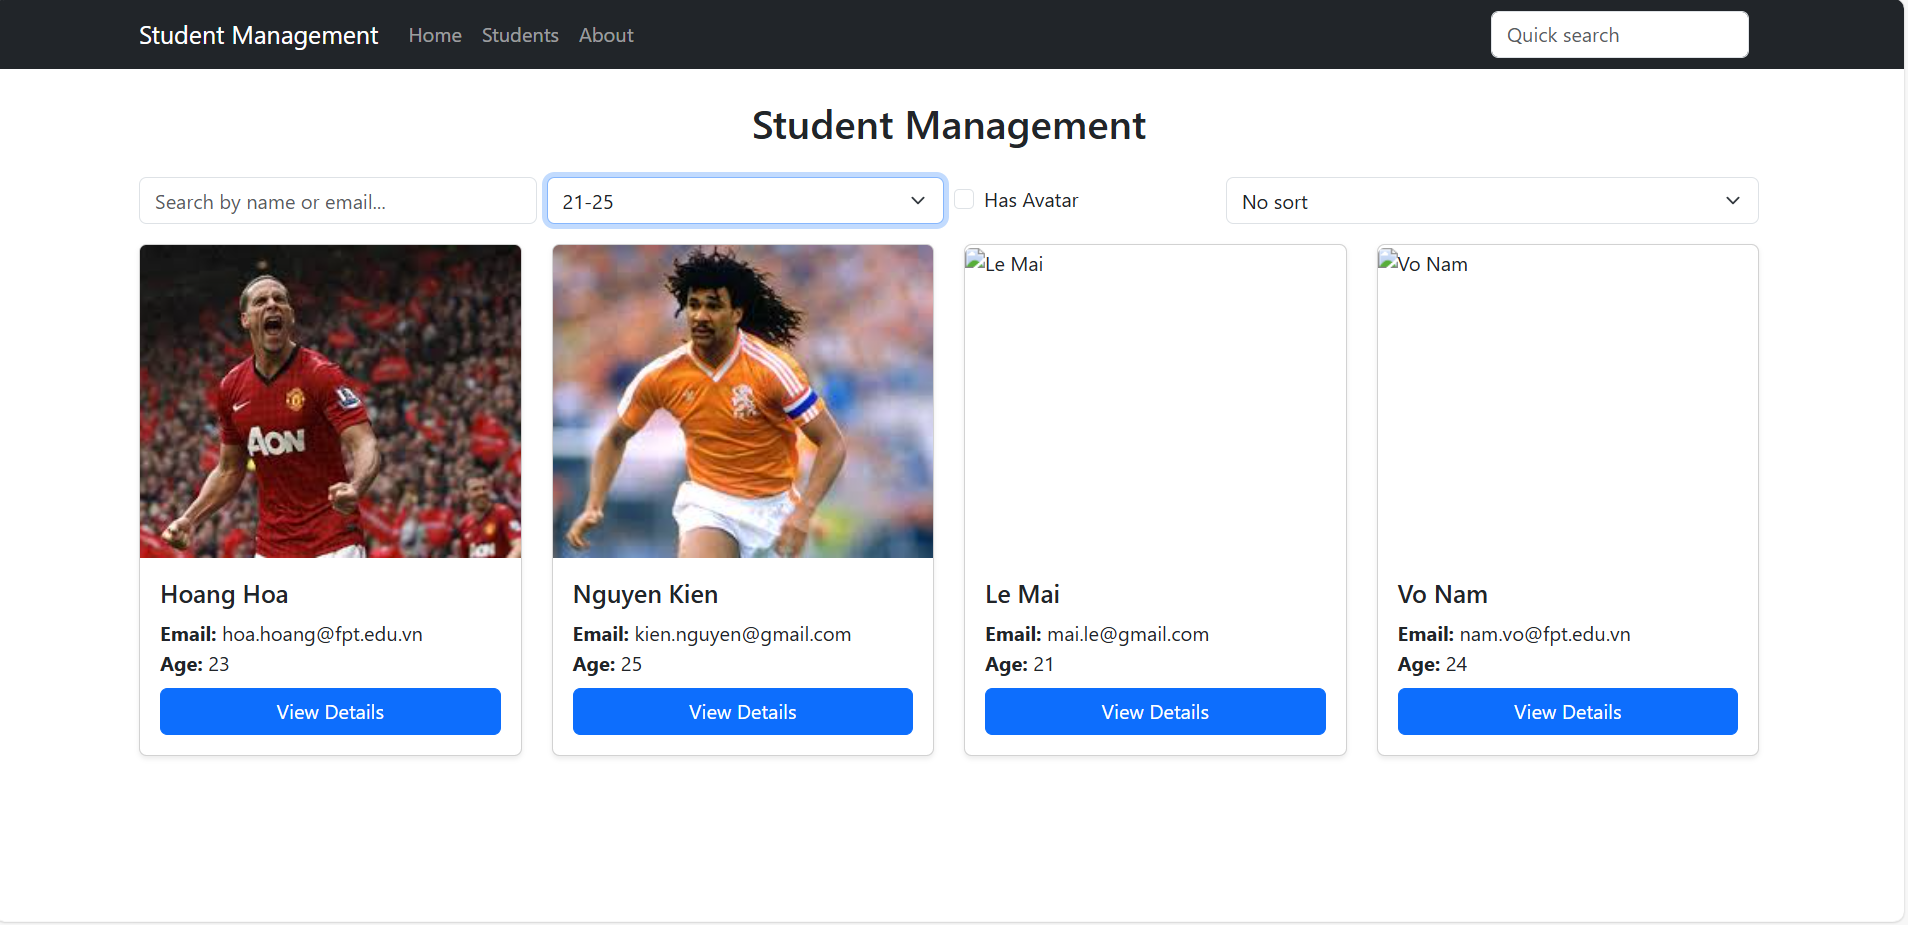 Student Management Home Students About Quick search
Student Management
Search by name or email... 21-25 Has Avatar No sort
Le Mai Vo Nam
AON
AON
Hoang Hoa Nguyen Kien Le Mai Vo Nam
Email: hoa.hoang@fpt.edu.vn Email: kien.nguyen@gmail.com Email: mai.le@gmail.com Email: nam.vo@fpt.edu.vn
Age: 23 Age: 25 Age: 21 Age: 24
View Details View Details View Details View Details